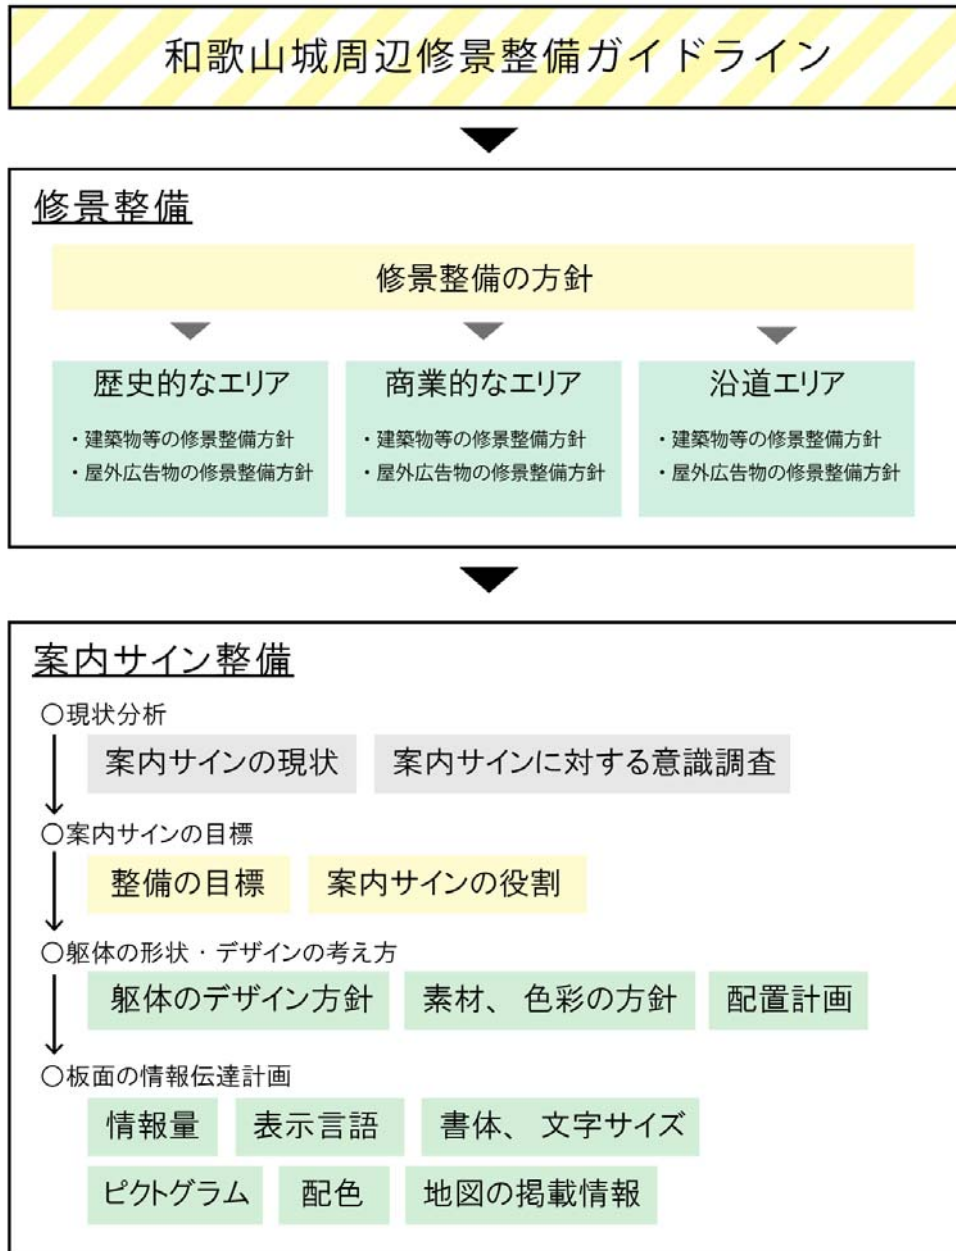 和歌山城周辺修景整備ガイドライン
修景整備
修景整備の方針
歴史的なエリア
・建築物等の修景整備方針
・屋外広告物の修景整備方針
商業的なエリア
・建築物等の修景整備方針
・屋外広告物の修景整備方針
沿道エリア
・建築物等の修景整備方針
・屋外広告物の修景整備方針
案内サイン整備
○現状分析
案内サインの現状 案内サインに対する意識調査
○案内サインの目標
整備の目標 案内サインの役割
○躯体の形状・デザインの考え方
躯体のデザイン方針 素材、色彩の方針 配置計画
○板面の情報伝達計画
情報量 表示言語 書体、文字サイズ
ピクトグラム 配色 地図の掲載情報